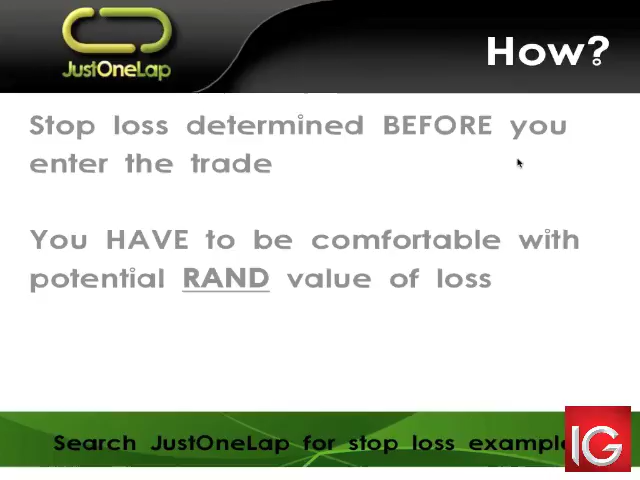 JustOneLap
How?
Stop loss determined BEFORE you
enter the trade
You HAVE to be comfortable with
potential RAND value of loss
Search JustOneLap for stop loss example
IG